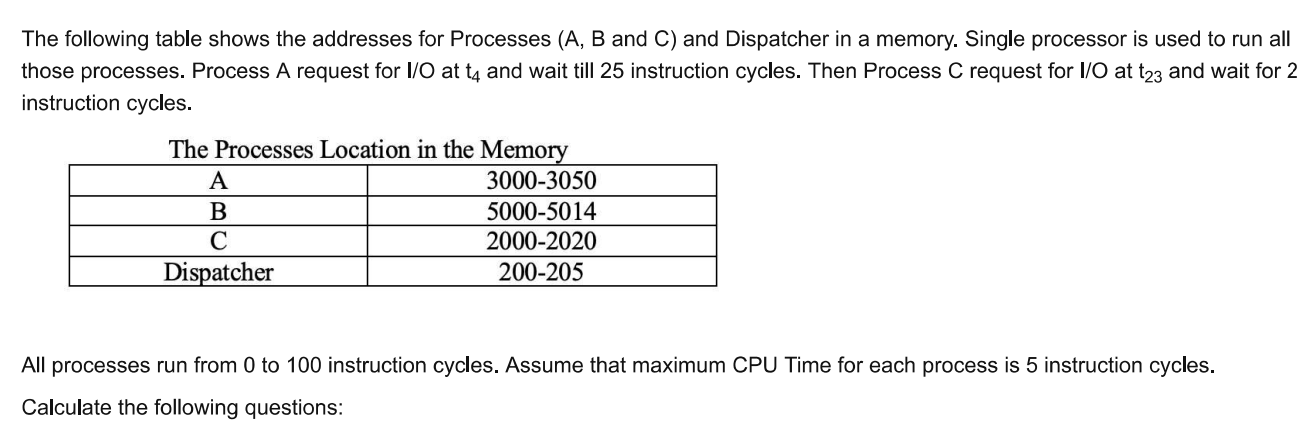 The following table shows the addresses for Processes (A, B and C) and Dispatcher in a memory. Single processor is used to run all
those processes. Process A request for I/O at t4 and wait till 25 instruction cycles. Then Process C request for I/O at t23 and wait for 2
instruction cycles.
The Processes Location in the Memory
A 3000-3050
B 5000-5014
C 2000-2020
Dispatcher 200-205
All processes run from 0 to 100 instruction cycles. Assume that maximum CPU Time for each process is 5 instruction cycles.
Calculate the following questions: